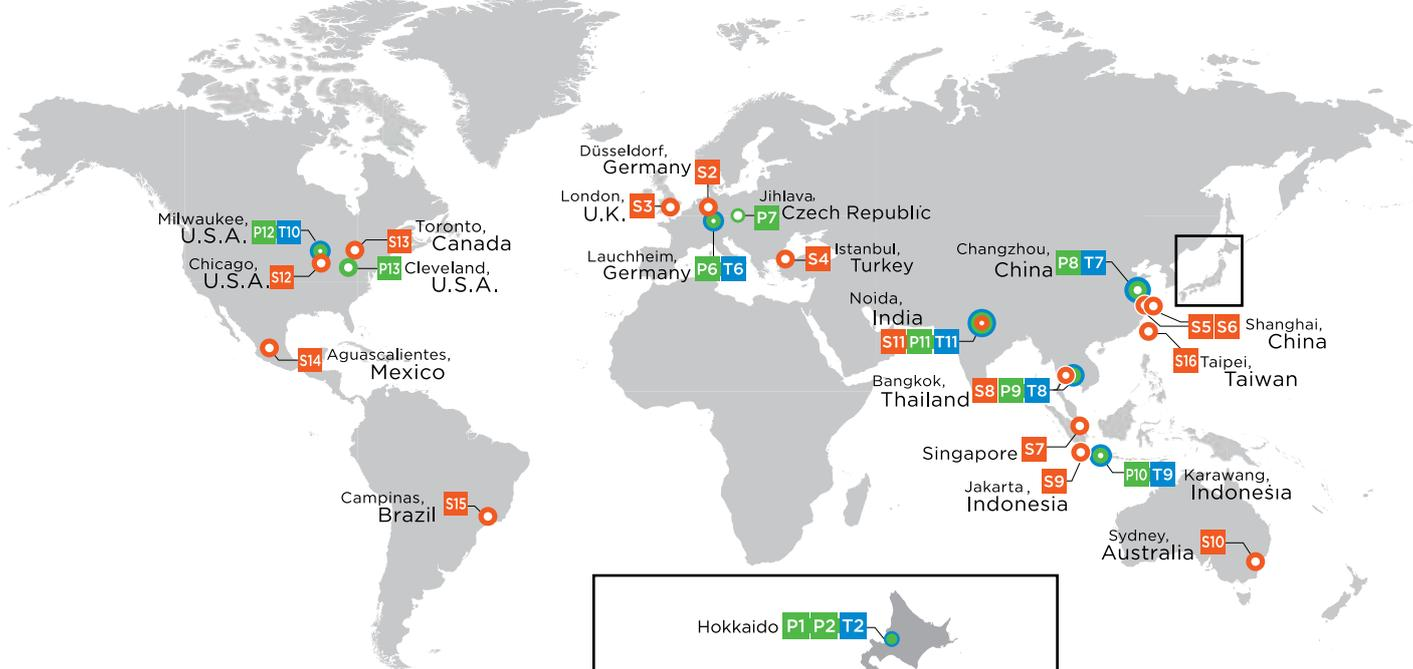 Düsseldorf,
Germany S2
London,
U.K. S3
Jihlava,
P7 Czech Republic
Milwaukee,
U.S.A. P12 T10
S13 Toronto,
Canada
Chicago,
U.S.A. S12
P13 Cleveland,
U.S.A.
Lauchheim,
Germany P6 T6
S4 Istanbul,
Turkey
Changzhou,
China P8 T7
Noida,
India
S11 P11 T11
S5 S6 Shanghai,
China
S14 Aguascalientes,
Mexico
S16 Taipei,
Taiwan
Bangkok,
Thailand S8 P9 T8
Singapore S7
Jakarta,
Indonesia S9
P10 T9 Karawang,
Indonesia
Campinas,
Brazil S15
Sydney,
Australia S10
Hokkaido P1 P2 T2